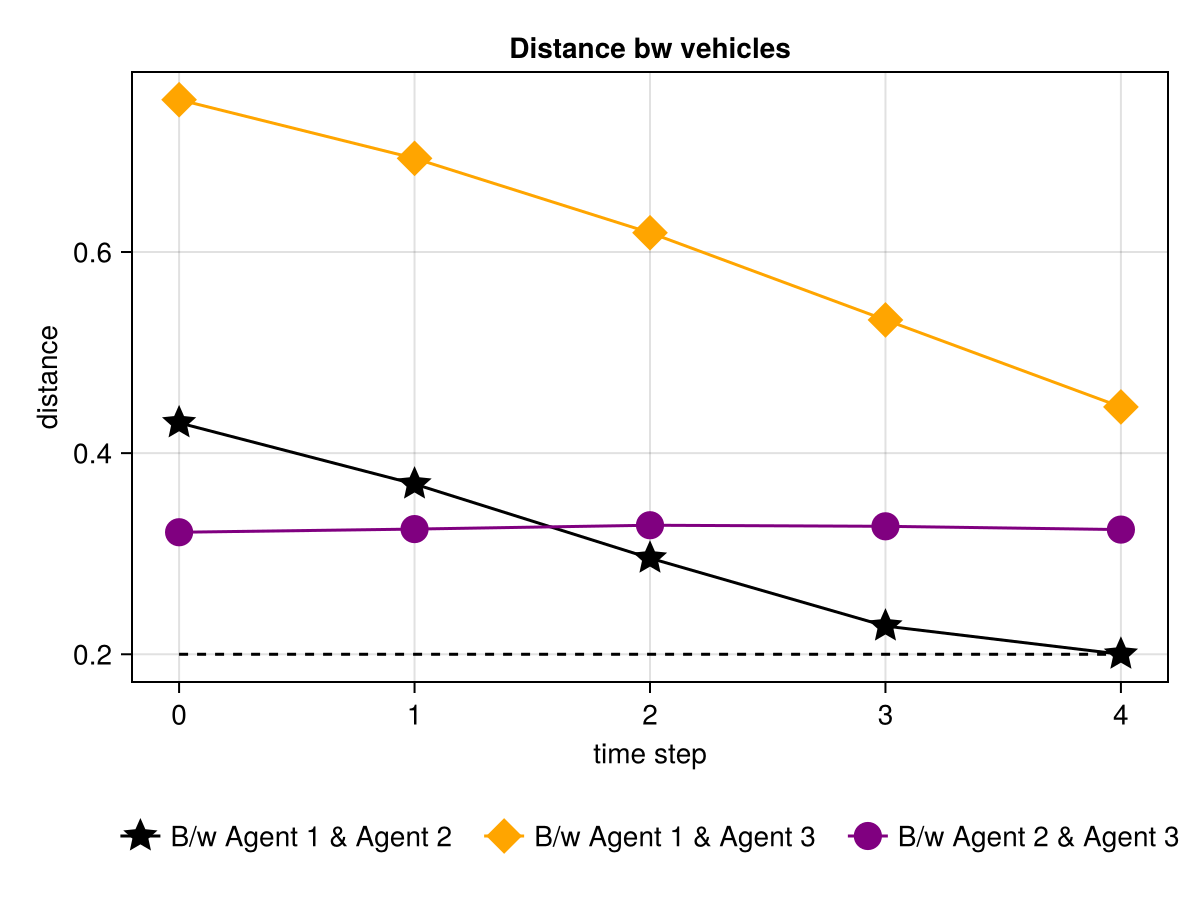 Distance bw vehicles
distance
0.6
0.4
0.2
0 1 2 3 4
time step
B/w Agent 1 & Agent 2 B/w Agent 1 & Agent 3 B/w Agent 2 & Agent 3